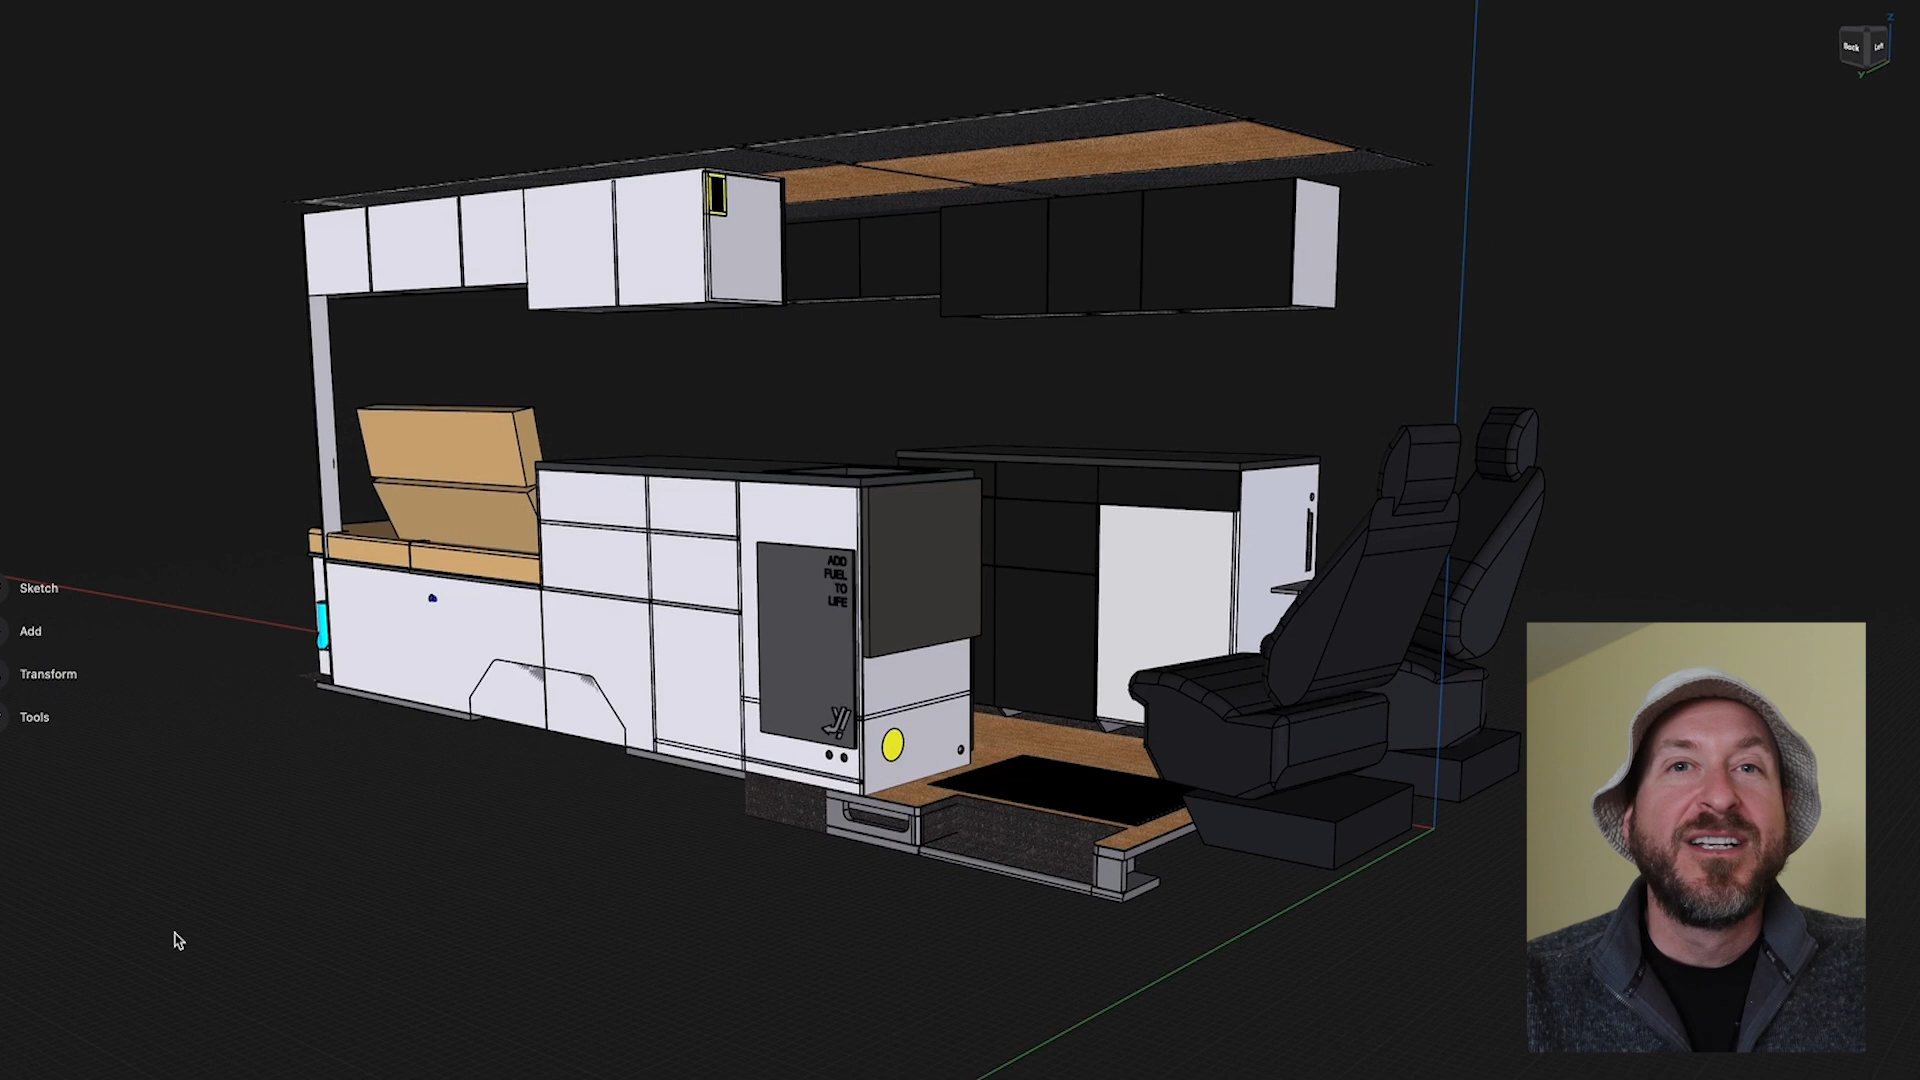 Z
Back
Left
Y
Sketch
Add
Transform
Tools
ADD
FUEL
TO
LIFE